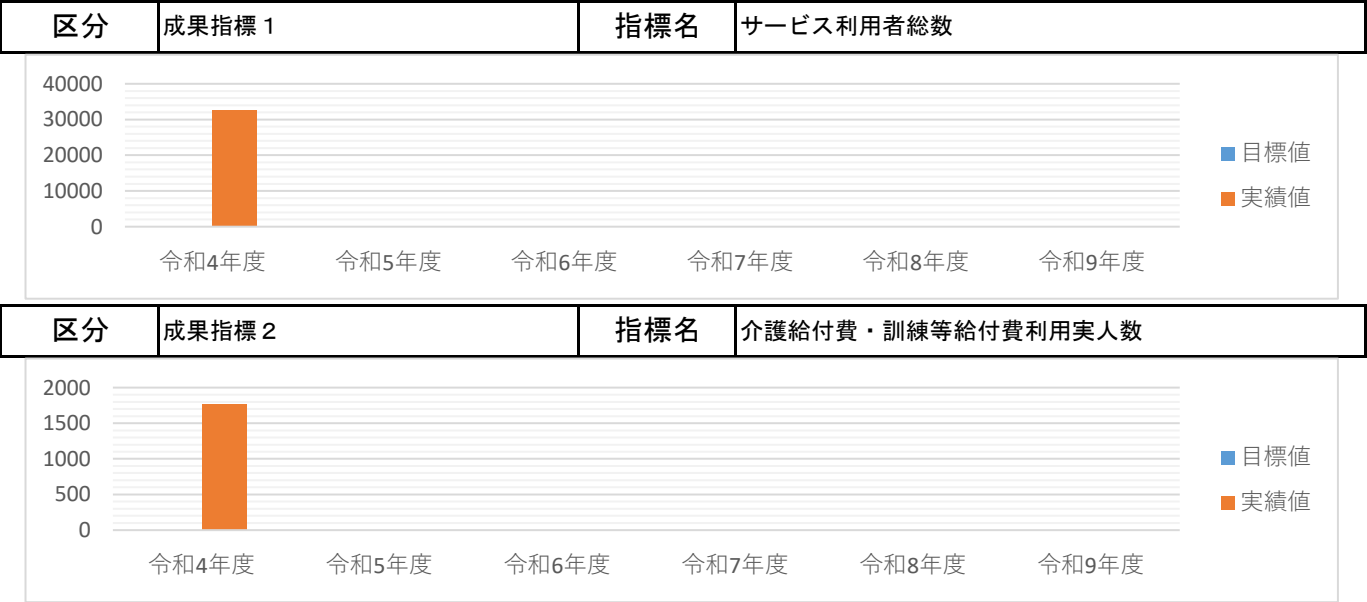 区分 成果指標１ 指標名 サービス利用者総数
40000
30000
20000
10000
0
令和4年度 令和5年度 令和6年度 令和7年度 令和8年度 令和9年度
目標値
実績値
区分 成果指標２ 指標名 介護給付費・訓練等給付費利用実人数
2000
1500
1000
500
0
令和4年度 令和5年度 令和6年度 令和7年度 令和8年度 令和9年度
目標値
実績値